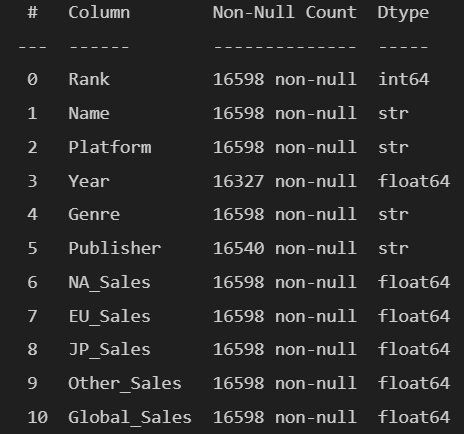 #   Column        Non-Null Count  Dtype
---  ------        --------------  -----
 0   Rank          16598 non-null  int64
 1   Name          16598 non-null  str
 2   Platform      16598 non-null  str
 3   Year          16327 non-null  float64
 4   Genre         16598 non-null  str
 5   Publisher     16540 non-null  str
 6   NA_Sales      16598 non-null  float64
 7   EU_Sales      16598 non-null  float64
 8   JP_Sales      16598 non-null  float64
 9   Other_Sales   16598 non-null  float64
 10  Global_Sales  16598 non-null  float64